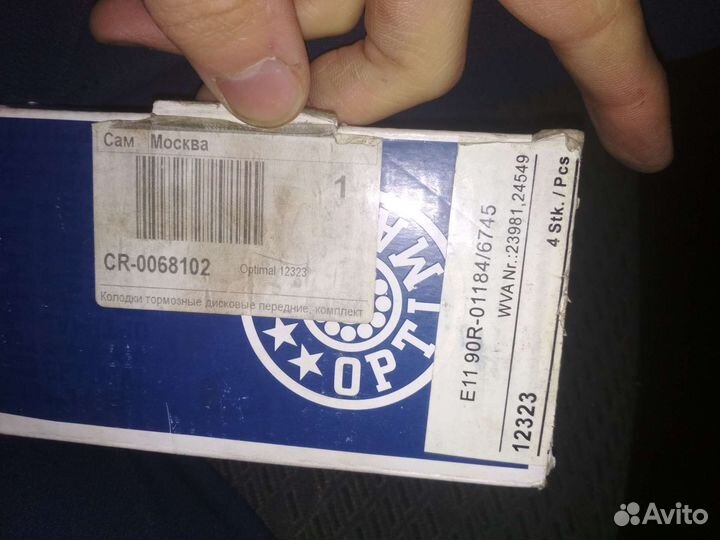 Сам Москва
1
CR-0068102 Optimal 12323
Колодки тормозные дисковые передние, комплект
OPTIMA
E11 90R-01184/6745
WVA Nr.:23981,24549
12323
4 Stk. / Pcs
Avito